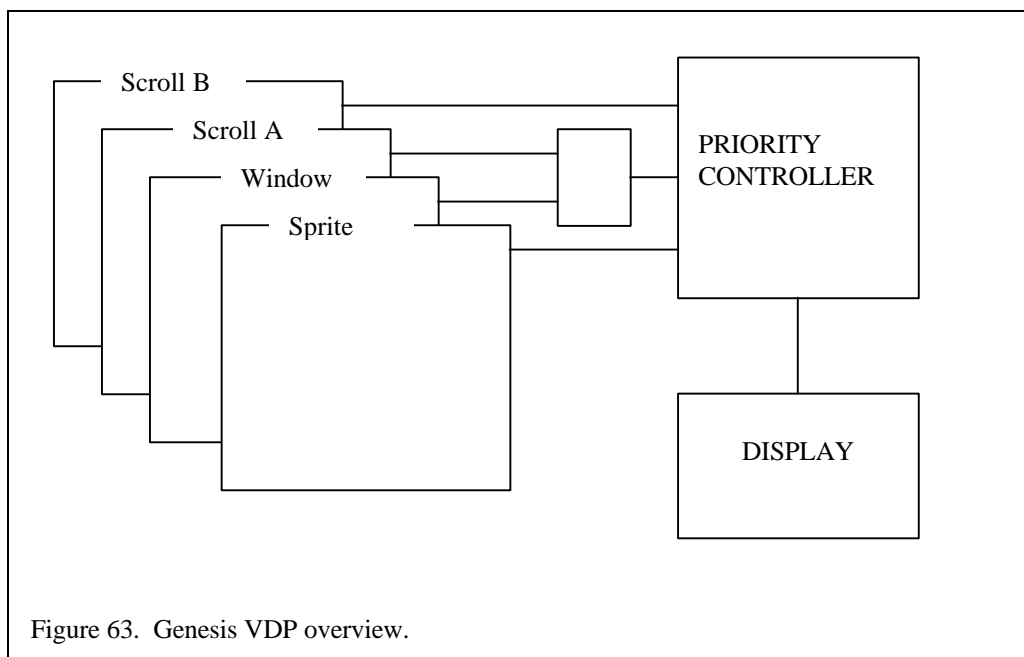 Scroll B
Scroll A
Window
Sprite
PRIORITY
CONTROLLER
DISPLAY
Figure 63. Genesis VDP overview.